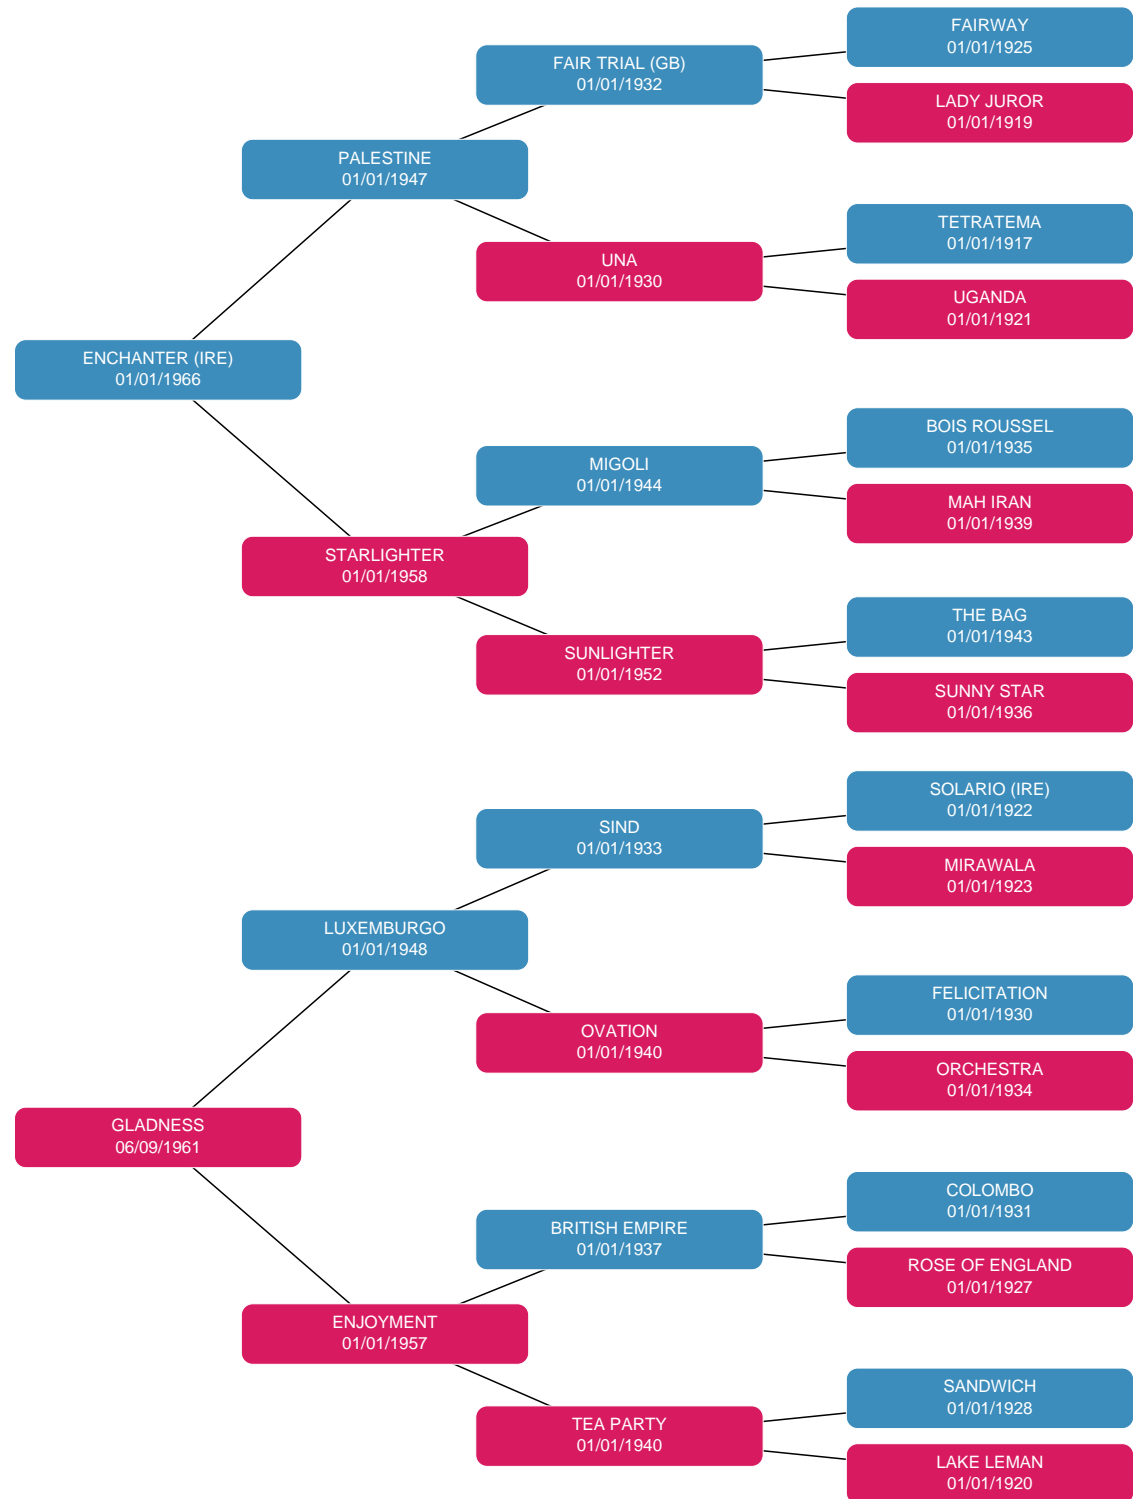 FAIRWAY
01/01/1925
FAIR TRIAL (GB)
01/01/1932
LADY JUROR
01/01/1919
PALESTINE
01/01/1947
TETRATEMA
01/01/1917
UNA
01/01/1930
UGANDA
01/01/1921
ENCHANTER (IRE)
01/01/1966
BOIS ROUSSEL
01/01/1935
MIGOLI
01/01/1944
MAH IRAN
01/01/1939
STARLIGHTER
01/01/1958
THE BAG
01/01/1943
SUNLIGHTER
01/01/1952
SUNNY STAR
01/01/1936
SOLARIO (IRE)
01/01/1922
SIND
01/01/1933
MIRAWALA
01/01/1923
LUXEMBURGO
01/01/1948
FELICITATION
01/01/1930
OVATION
01/01/1940
ORCHESTRA
01/01/1934
GLADNESS
06/09/1961
COLOMBO
01/01/1931
BRITISH EMPIRE
01/01/1937
ROSE OF ENGLAND
01/01/1927
ENJOYMENT
01/01/1957
SANDWICH
01/01/1928
TEA PARTY
01/01/1940
LAKE LEMAN
01/01/1920